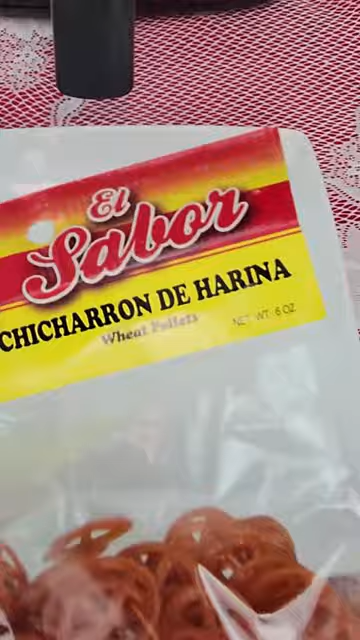 El
Sabor
CHICHARRON DE HARINA
Wheat Pellets
NET WT. 6 OZ